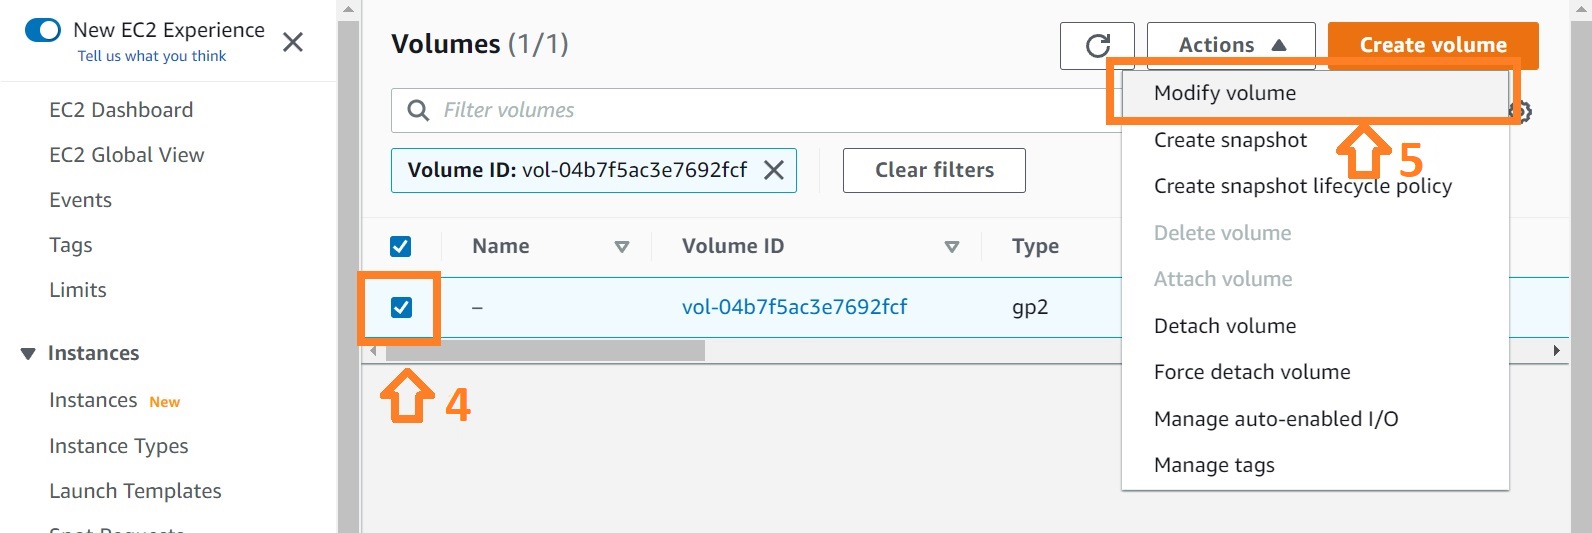 New EC2 Experience
Tell us what you think
EC2 Dashboard
EC2 Global View
Events
Tags
Limits
Instances
Instances New
Instance Types
Launch Templates
Spot Requests
Volumes (1/1)
Actions
Create volume
Filter volumes
Volume ID: vol-04b7f5ac3e7692fcf
Clear filters
Name Volume ID Type
– vol-04b7f5ac3e7692fcf gp2
4
Modify volume
5
Create snapshot
Create snapshot lifecycle policy
Delete volume
Attach volume
Detach volume
Force detach volume
Manage auto-enabled I/O
Manage tags